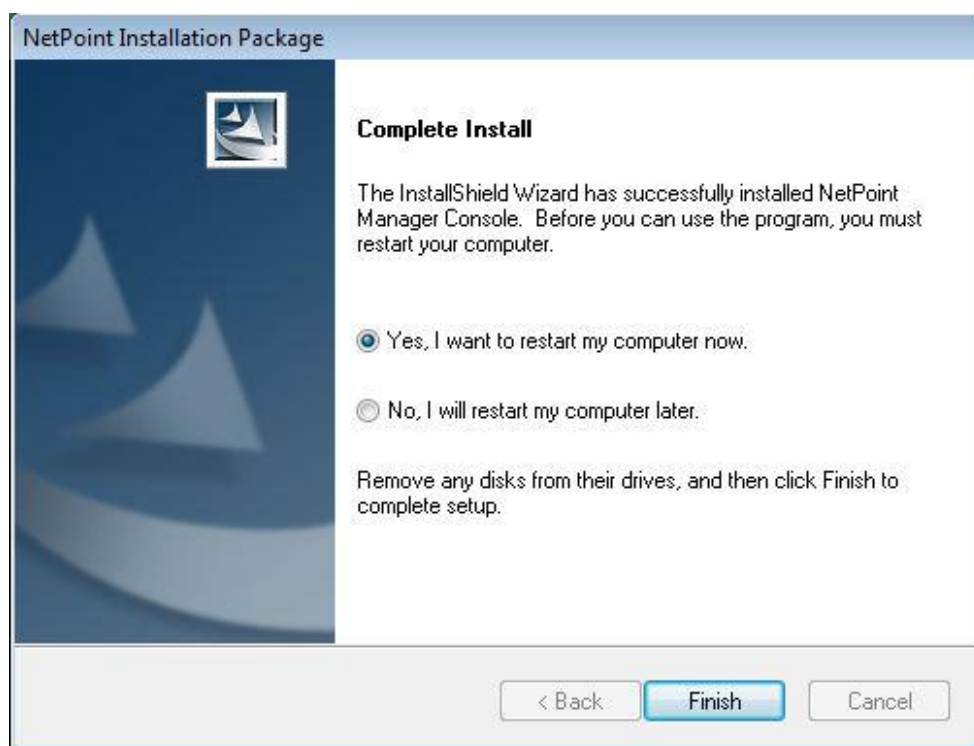 NetPoint Installation Package
Complete Install
The InstallShield Wizard has successfully installed NetPoint
Manager Console.  Before you can use the program, you must
restart your computer.
Yes, I want to restart my computer now.
No, I will restart my computer later.
Remove any disks from their drives, and then click Finish to
complete setup.
< Back Finish Cancel